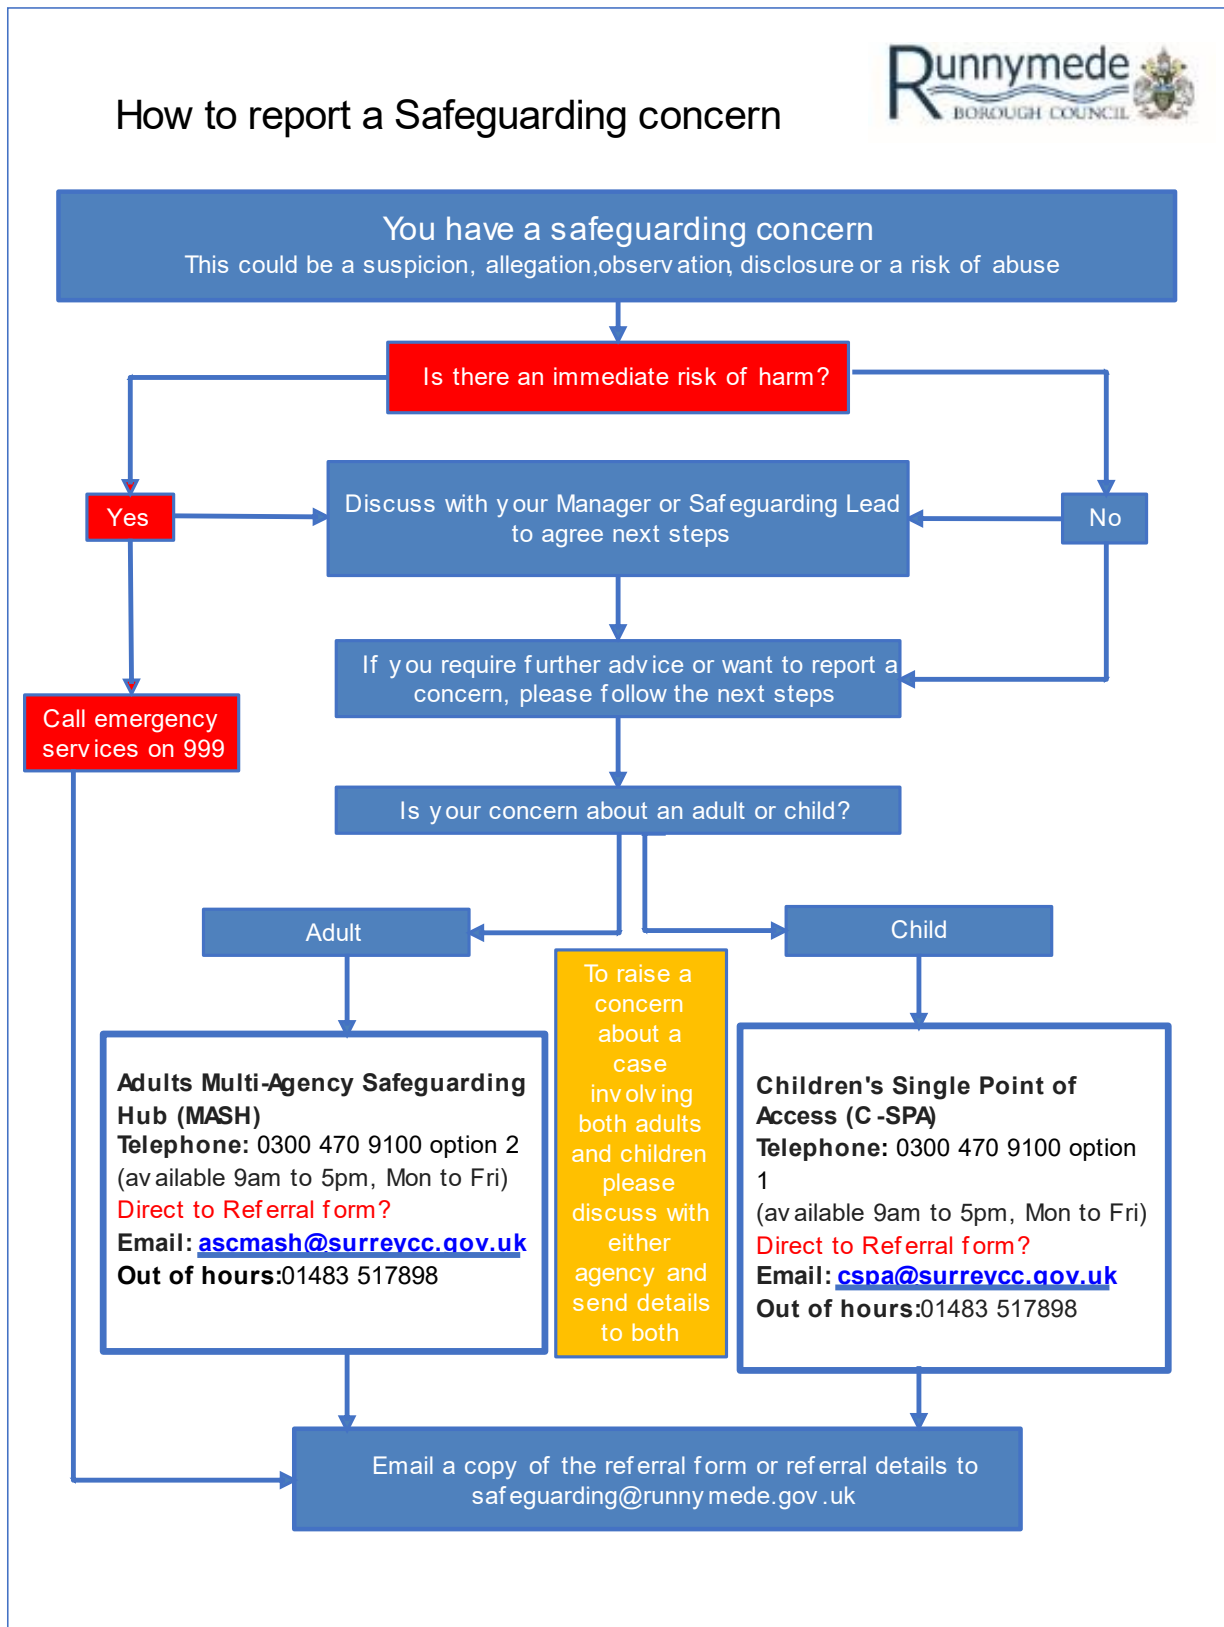 Runnymede
BOROUGH COUNCIL
How to report a Safeguarding concern
You have a safeguarding concern
This could be a suspicion, allegation,observation, disclosure or a risk of abuse
Is there an immediate risk of harm?
Yes
Discuss with your Manager or Safeguarding Lead
to agree next steps
No
If you require further advice or want to report a
concern, please follow the next steps
Call emergency
services on 999
Is your concern about an adult or child?
Adult
Child
Adults Multi-Agency Safeguarding
Hub (MASH)
Telephone: 0300 470 9100 option 2
(available 9am to 5pm, Mon to Fri)
Direct to Referral form?
Email: ascmash@surreycc.gov.uk
Out of hours:01483 517898
To raise a
concern
about a
case
involving
both adults
and children
please
discuss with
either
agency and
send details
to both
Children's Single Point of
Access (C-SPA)
Telephone: 0300 470 9100 option
1
(available 9am to 5pm, Mon to Fri)
Direct to Referral form?
Email: cspa@surreycc.gov.uk
Out of hours:01483 517898
Email a copy of the referral form or referral details to
safeguarding@runnymede.gov.uk